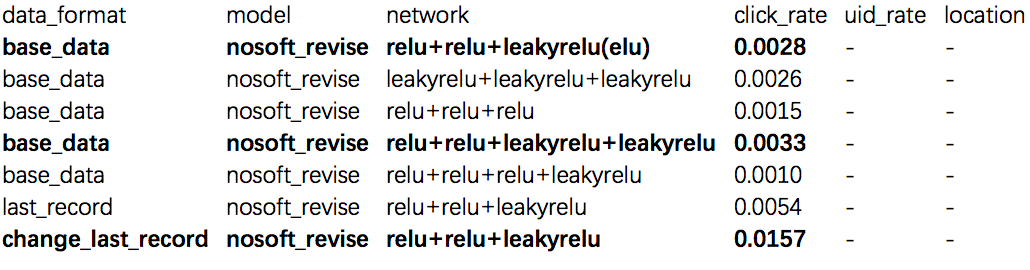 data_format model network click_rate uid_rate location
base_data nosoft_revise relu+relu+leakyrelu(elu) 0.0028 - -
base_data nosoft_revise leakyrelu+leakyrelu+leakyrelu 0.0026 - -
base_data nosoft_revise relu+relu+relu 0.0015 - -
base_data nosoft_revise relu+relu+leakyrelu+leakyrelu 0.0033 - -
base_data nosoft_revise relu+relu+relu+leakyrelu 0.0010 - -
last_record nosoft_revise relu+relu+leakyrelu 0.0054 - -
change_last_record nosoft_revise relu+relu+leakyrelu 0.0157 - -